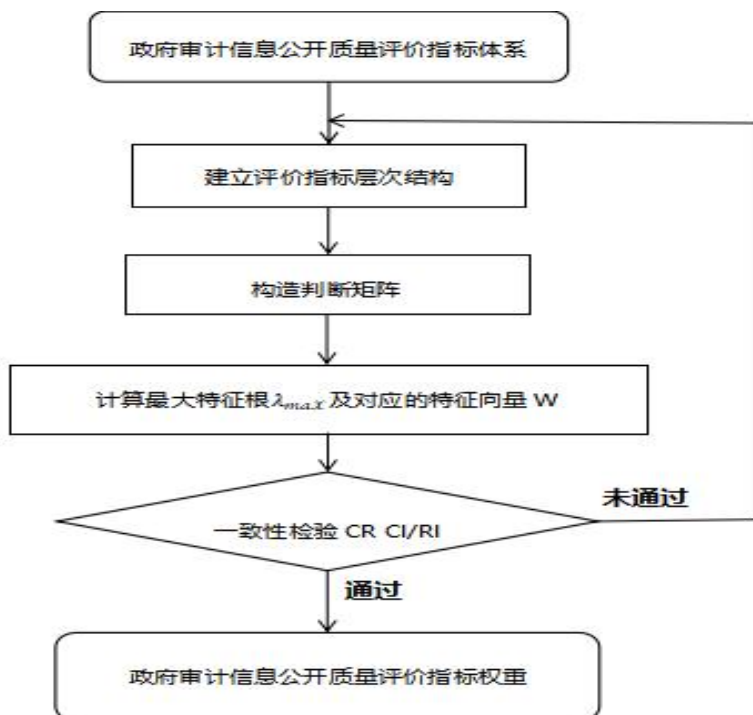 政府审计信息公开质量评价指标体系
建立评价指标层次结构
构造判断矩阵
计算最大特征根λmax及对应的特征向量 W
一致性检验 CR CI/RI
未通过
通过
政府审计信息公开质量评价指标权重